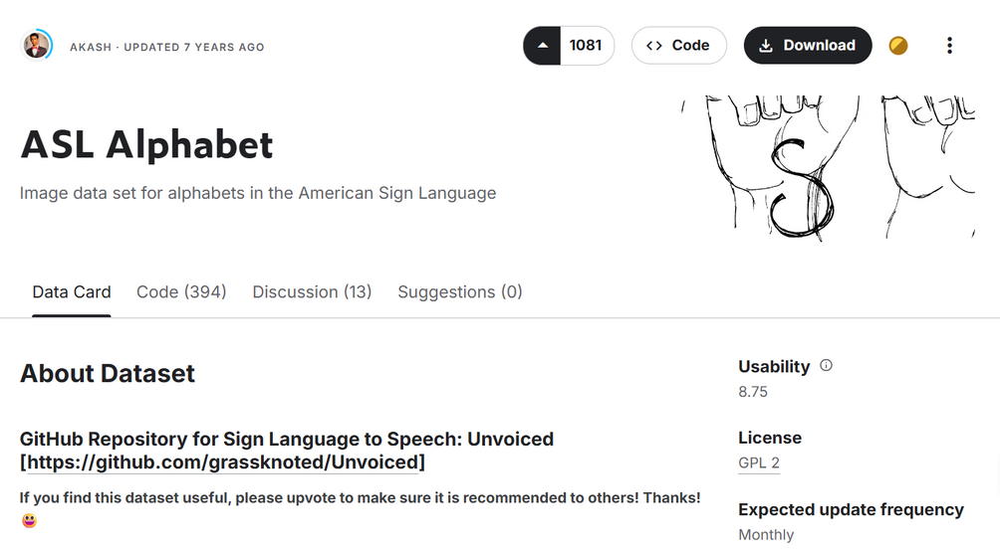 AKASH · UPDATED 7 YEARS AGO
1081
<> Code
Download
ASL Alphabet
Image data set for alphabets in the American Sign Language
S
Data Card
Code (394)
Discussion (13)
Suggestions (0)
About Dataset
GitHub Repository for Sign Language to Speech: Unvoiced
[https://github.com/grassknoted/Unvoiced]
If you find this dataset useful, please upvote to make sure it is recommended to others! Thanks!
😀
Usability
8.75
License
GPL 2
Expected update frequency
Monthly